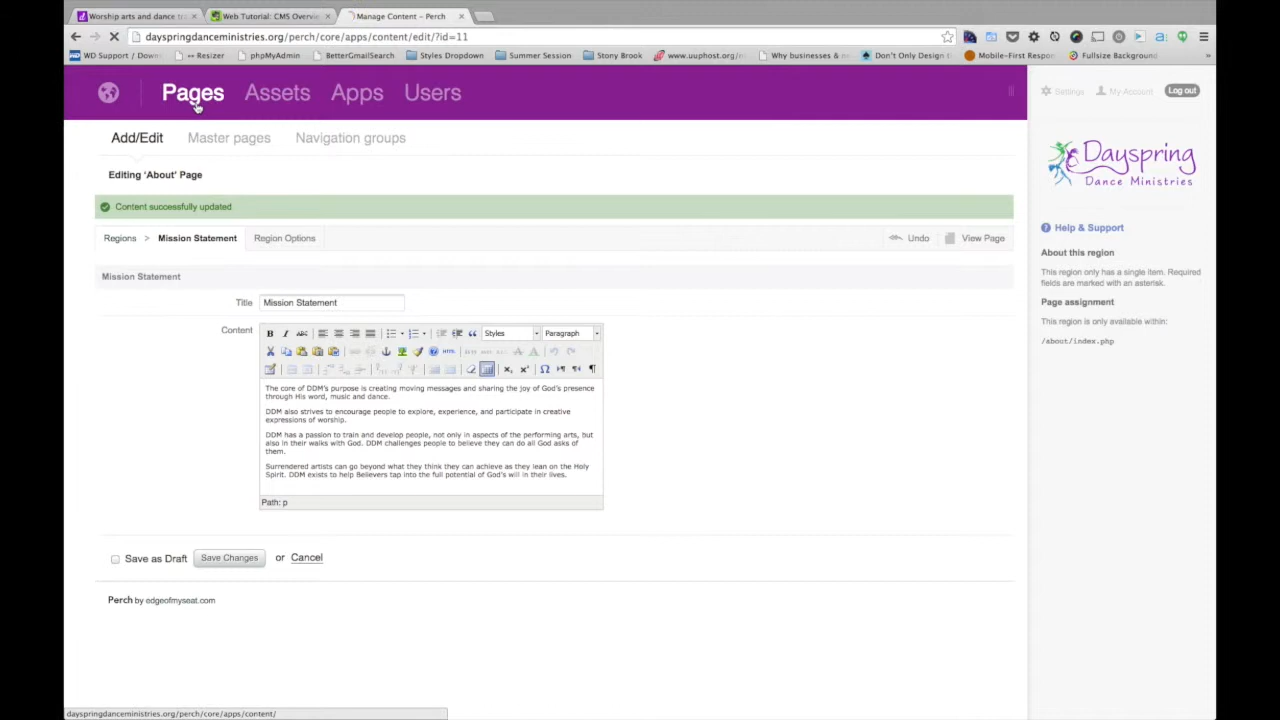 Worship arts and dance tr
Web Tutorial: CMS Overvie
Manage Content - Perch
dayspringdanceministries.org/perch/core/apps/content/edit/?id=11
WD Support / Down
Resizer
phpMyAdmin
BetterGmailSearch
Styles Dropdown
Summer Session
Stony Brook
www.uuphost.org/n
Why businesses & n
Don't Only Design t
Mobile-First Respon
Fullsize Background
»
Pages
Assets
Apps
Users
Settings
My Account
Log out
Add/Edit
Master pages
Navigation groups
Dayspring
Dance Ministries
Editing 'About' Page
Content successfully updated
Regions > Mission Statement
Region Options
Undo
View Page
Help & Support
About this region
This region only has a single item. Required
fields are marked with an asterisk.
Page assignment
This region is only available within:
/about/index.php
Mission Statement
Title
Mission Statement
Content
B I ABC
Styles
Paragraph
HTML
The core of DDM's purpose is creating moving messages and sharing the joy of God's presence
through His word, music and dance.
DDM also strives to encourage people to explore, experience, and participate in creative
expressions of worship.
DDM has a passion to train and develop people, not only in aspects of the performing arts, but
also in their walks with God. DDM challenges people to believe they can do all God asks of
them.
Surrendered artists can go beyond what they think they can achieve as they lean on the Holy
Spirit. DDM exists to help Believers tap into the full potential of God's will in their lives.
Path: p
Save as Draft
Save Changes
or Cancel
Perch by edgeofmyseat.com
dayspringdanceministries.org/perch/core/apps/content/